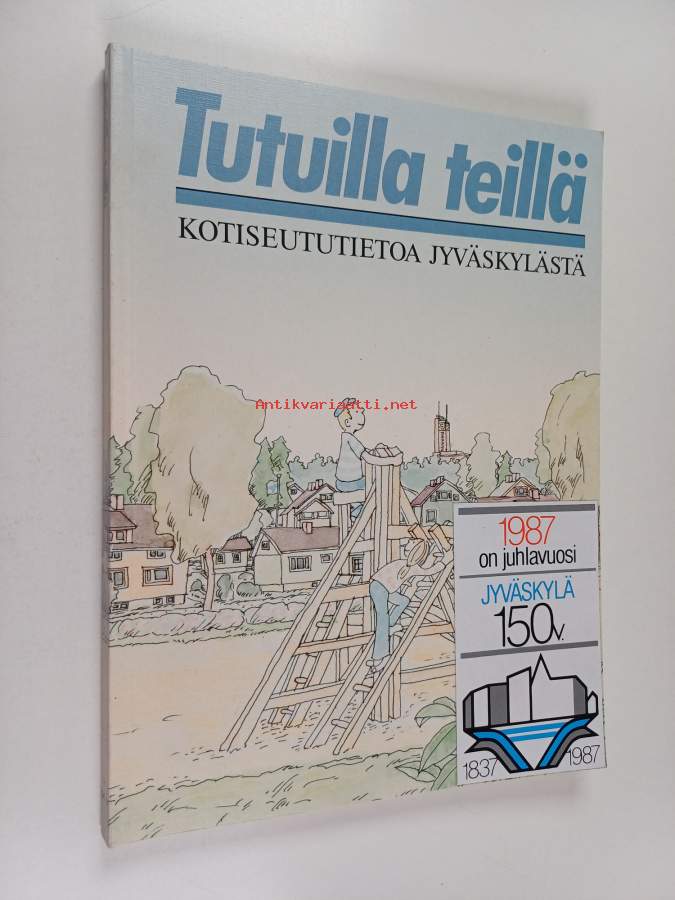 Tutuilla teillä
KOTISEUTUTIETOA JYVÄSKYLÄSTÄ
Antikvariaatti.net
1987
on juhlavuosi
JYVÄSKYLÄ
150v.
1837 1987